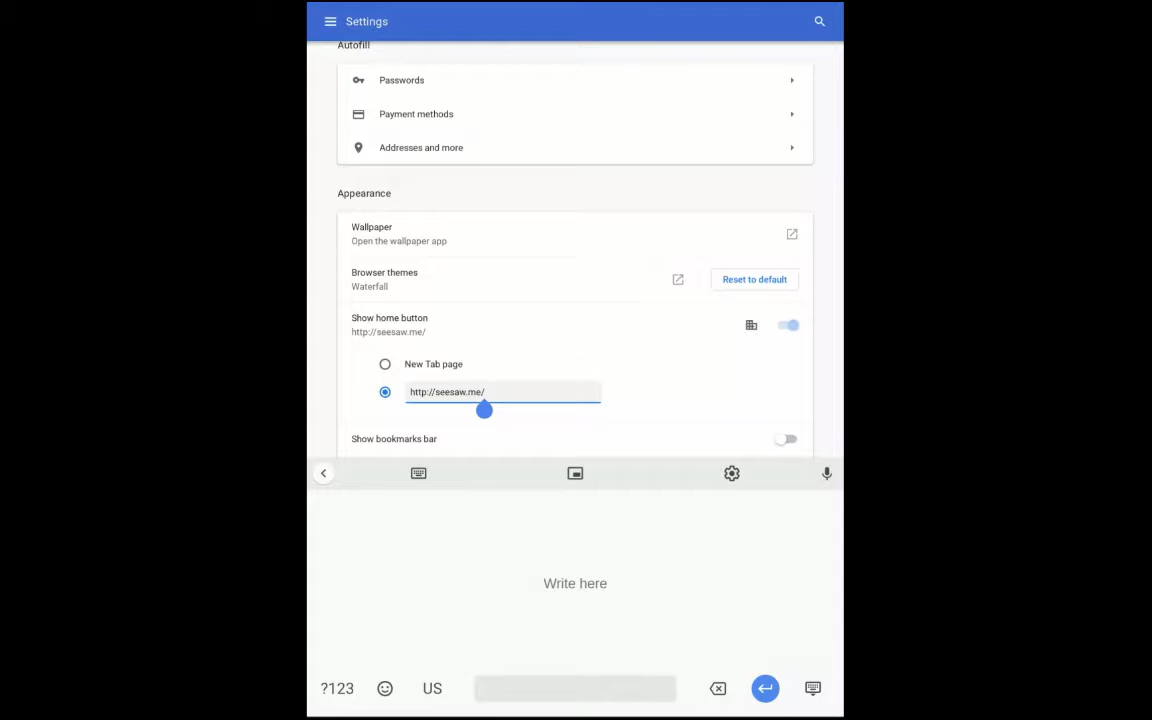 Settings
Autofill
Passwords
Payment methods
Addresses and more
Appearance
Wallpaper
Open the wallpaper app
Browser themes
Waterfall
Reset to default
Show home button
http://seesaw.me/
New Tab page
http://seesaw.me/
Show bookmarks bar
Write here
?123 US